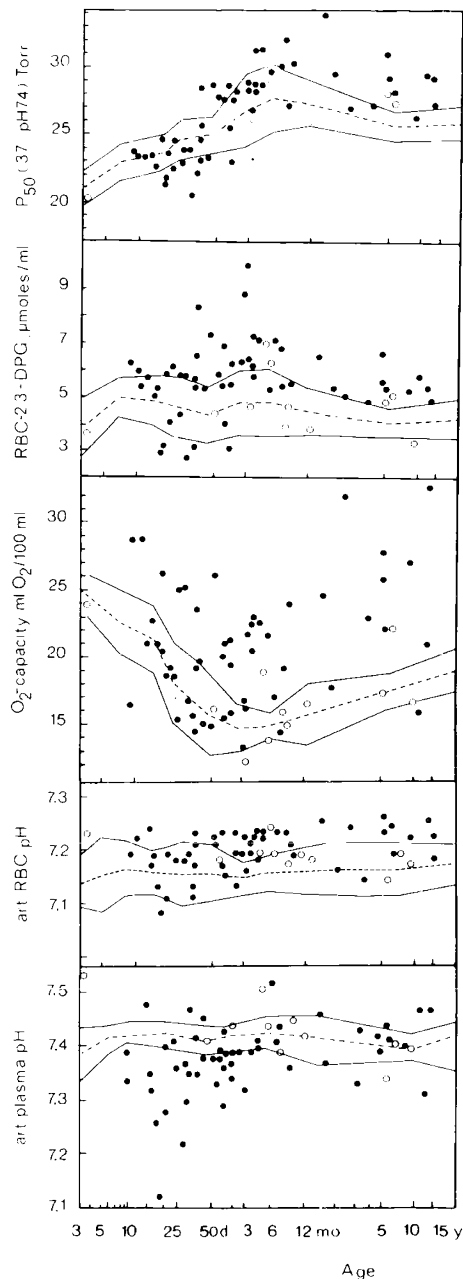 P50 (37 pH74) Torr
30
25
20
RBC-2 3-DPG, µmoles/ml
9
7
5
3
O2-capacity ml O2/100 ml
30
25
20
15
art RBC pH
7.3
7.2
7.1
art plasma pH
7.5
7.4
7.3
7.2
7.1
3 5 10 25 50d 3 6 12 mo 5 10 15 y
Age